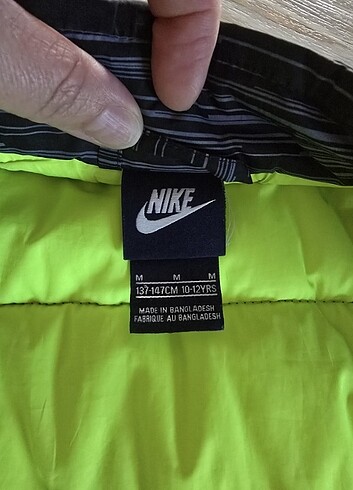 NIKE
M M M
137-147CM 10-12YRS
MADE IN BANGLADESH
FABRIQUE AU BANGLADESH